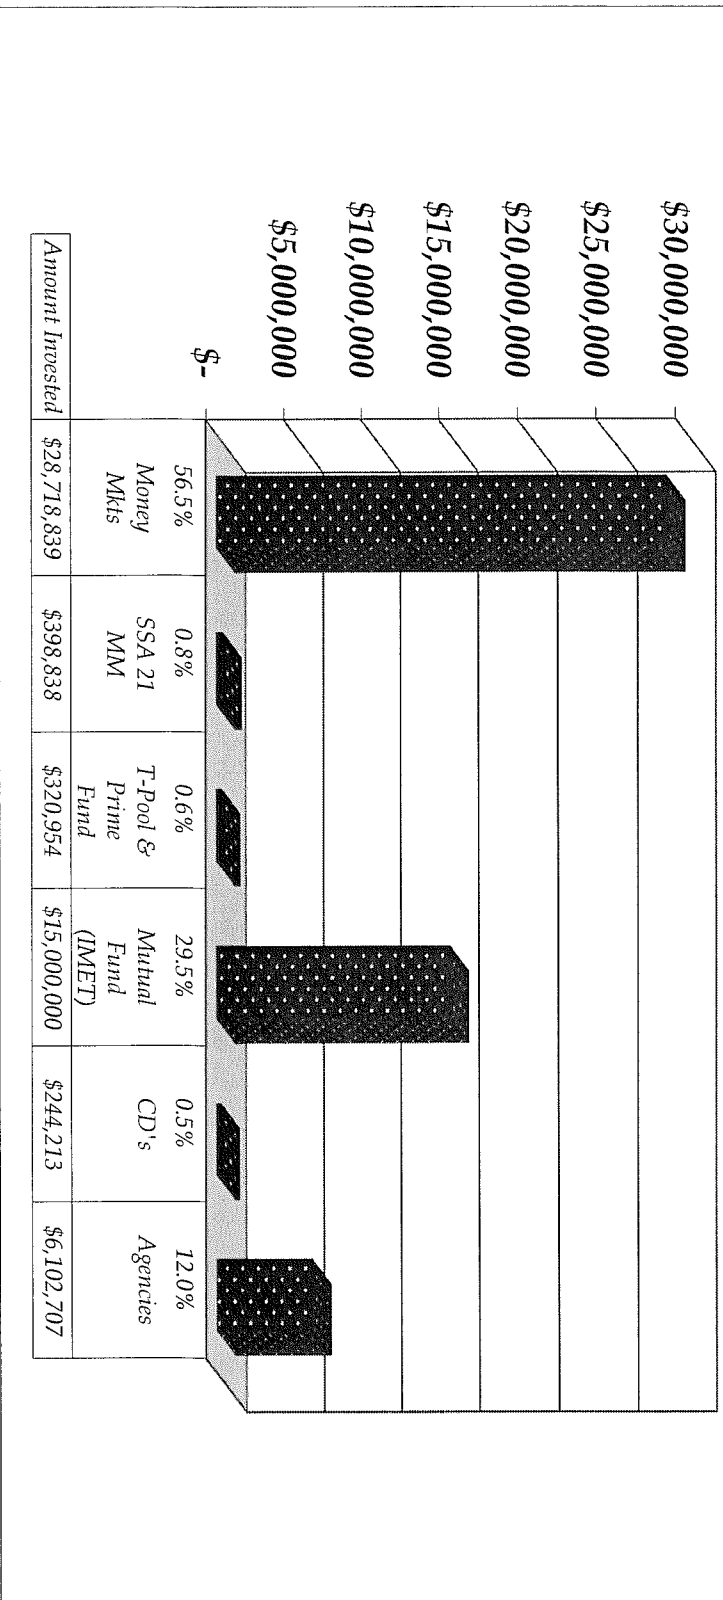 $30,000,000
$25,000,000
$20,000,000
$15,000,000
$10,000,000
$5,000,000
$-
56.5%
Money
Mkts
0.8%
SSA 21
MM
0.6%
T-Pool &
Prime
Fund
29.5%
Mutual
Fund
(IMET)
0.5%
CD's
12.0%
Agencies
Amount Invested $28,718,839 $398,838 $320,954 $15,000,000 $244,213 $6,102,707